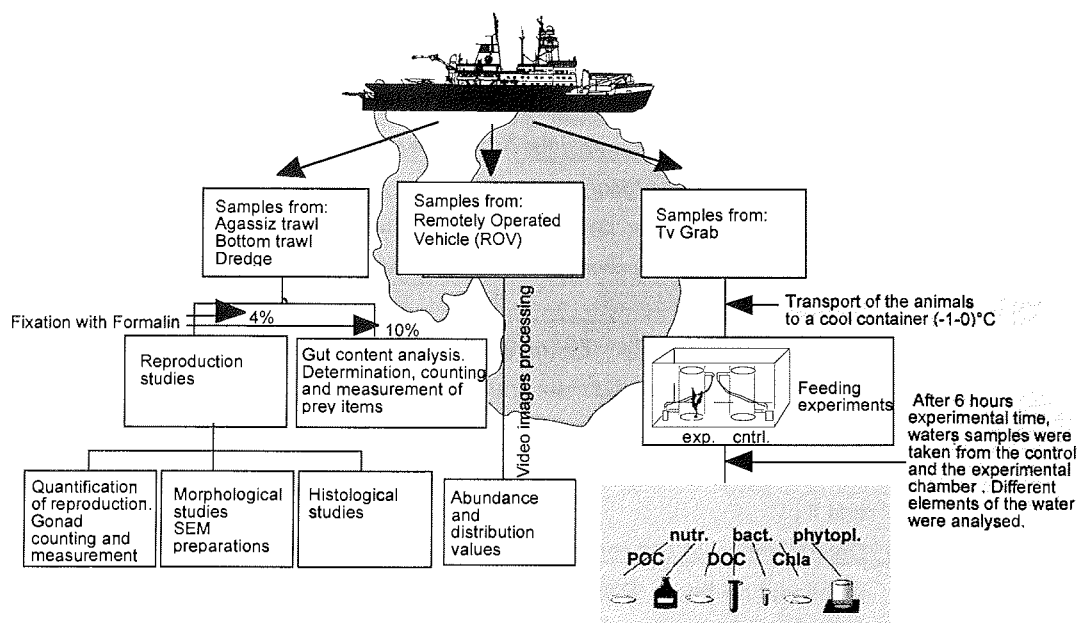 Samples from:
Agassiz trawl
Bottom trawl
Dredge
Samples from:
Remotely Operated
Vehicle (ROV)
Samples from:
Tv Grab
Fixation with Formalin
4%
10%
Transport of the animals
to a cool container (-1-0)°C
Reproduction
studies
Gut content analysis.
Determination, counting
and measurement of
prey items
Video images processing
Feeding
experiments
exp. cntrl.
After 6 hours
experimental time,
waters samples were
taken from the control
and the experimental
chamber . Different
elements of the water
were analysed.
Quantification
of reproduction.
Gonad
counting and
measurement
Morphological
studies
SEM
preparations
Histological
studies
Abundance
and
distribution
values
nutr. bact. phytopl.
POC DOC Chla